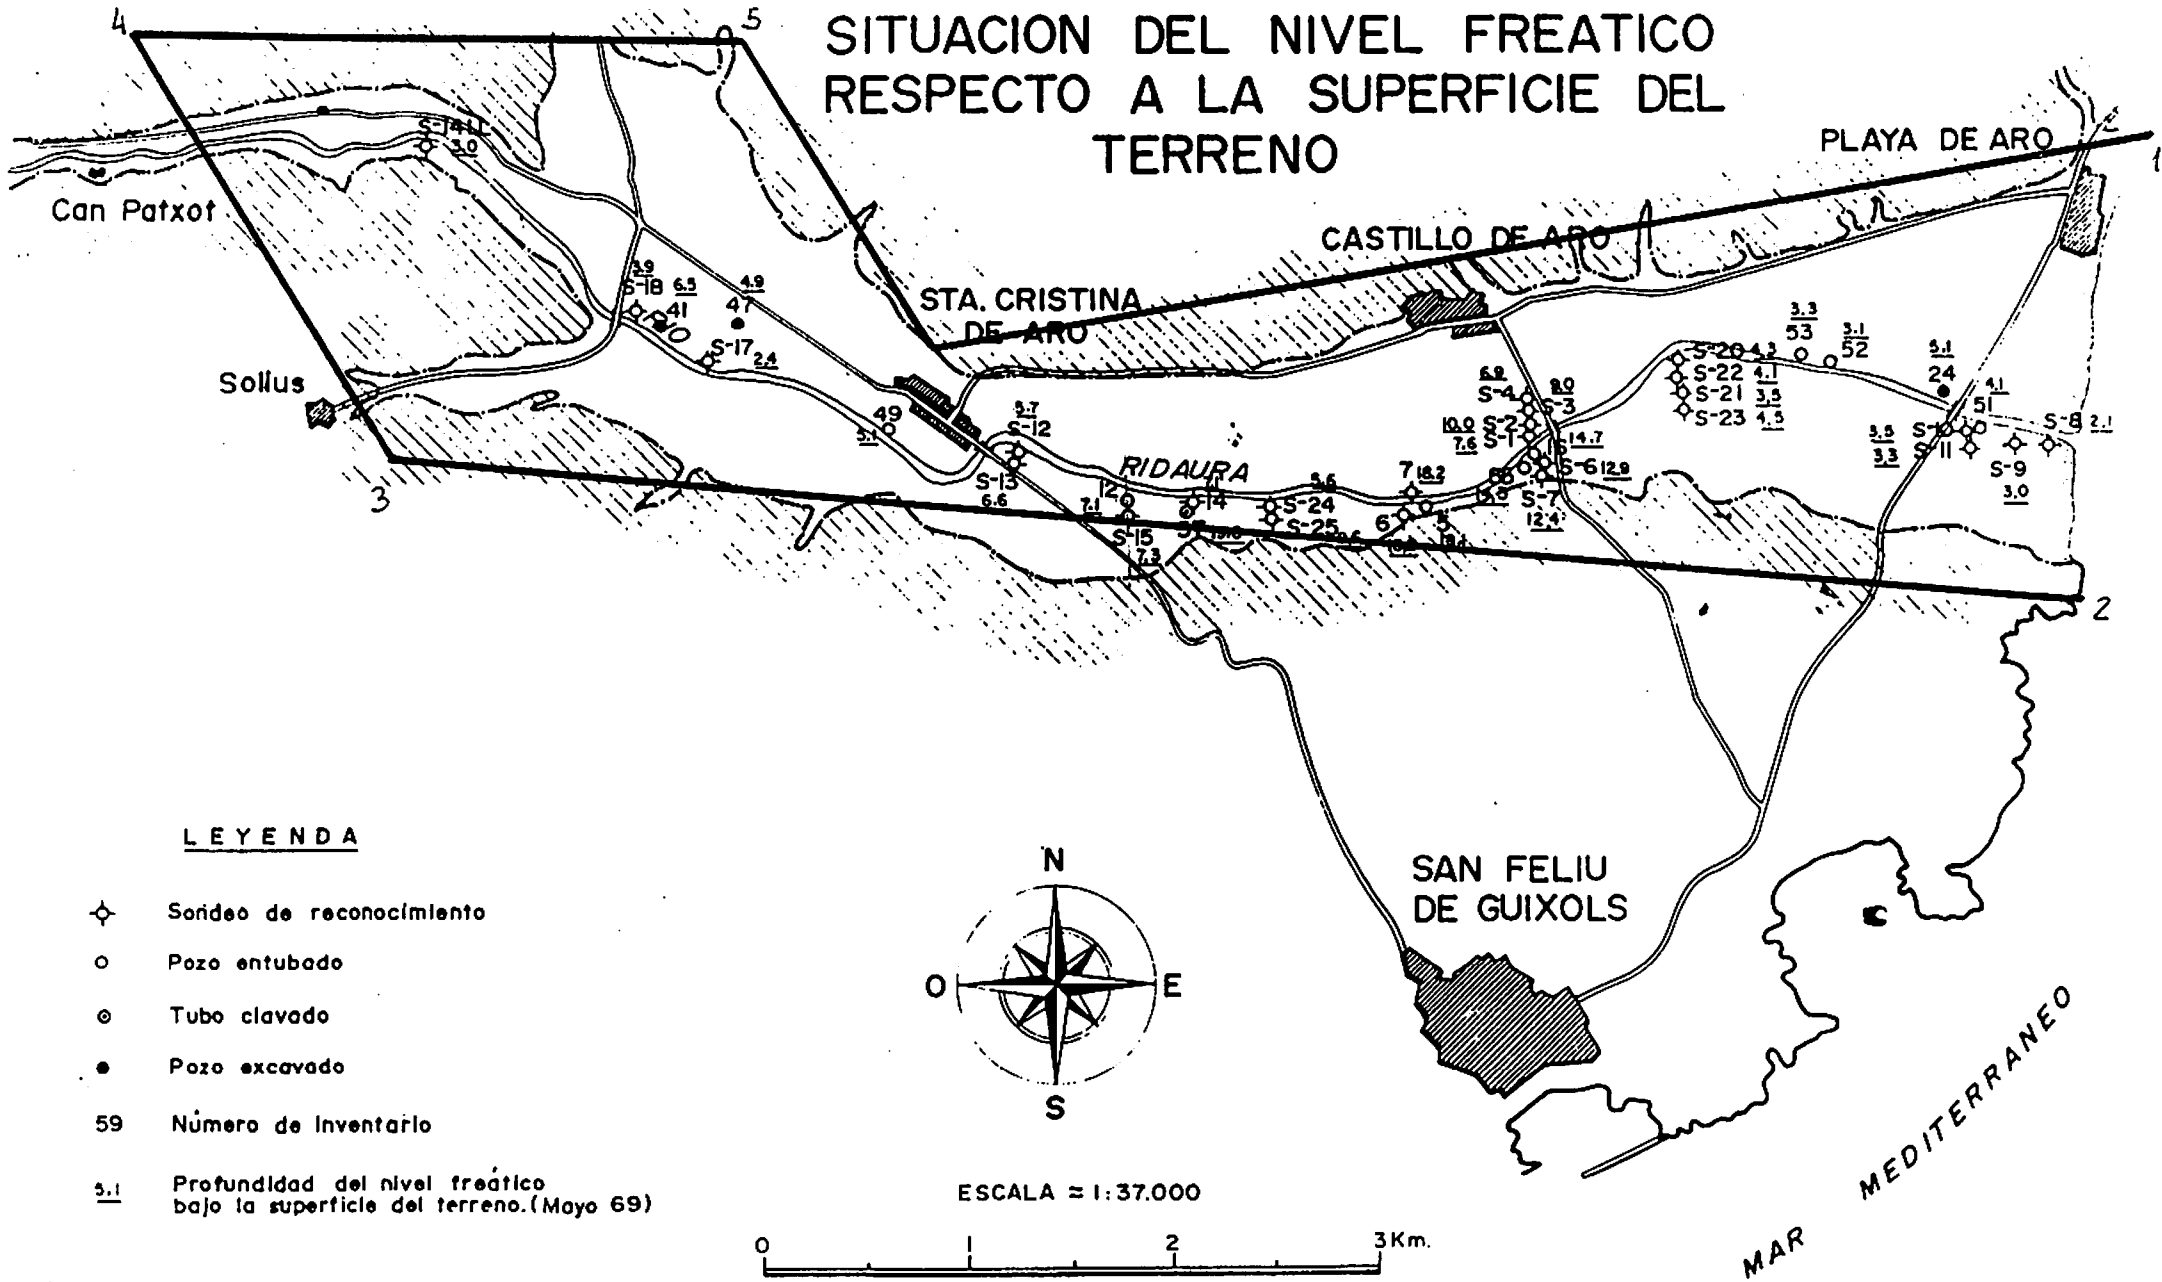 SITUACION DEL NIVEL FREATICO
RESPECTO A LA SUPERFICIE DEL
TERRENO
4
5
PLAYA DE ARO
1
3.0
Can Patxot
CASTILLO DE ARO
STA. CRISTINA
DE ARO
3.9
S-18
6.5
41
4.9
47
RIO
S-17
2,4
Solius
49
5.1
3
5.7
S-12
S-13
6.6
RIDAURA
12
7.1
S-15
7.3
14
S-24
S-25
5.6
7
18.2
6
5
6.9
S-4
9.0
S-3
10.0
S-2
7.6
S-1
14.7
S-6
12.9
S-7
12,4
S-20
4.3
S-22
4.1
S-21
3,5
S-23
4,5
3.3
53
3.1
52
5.1
24
4.1
51
S-8
2.1
3,5
3,3
S-9
3,0
2
LEYENDA
Sondeo de reconocimiento
Pozo entubado
Tubo clavado
Pozo excavado
59 Número de inventario
5.1 Profundidad del nivel freático
bajo la superficie del terreno.(Mayo 69)
N
O
E
S
ESCALA ≈ 1:37.000
0 1 2 3 Km.
SAN FELIU
DE GUIXOLS
MAR MEDITERRANEO